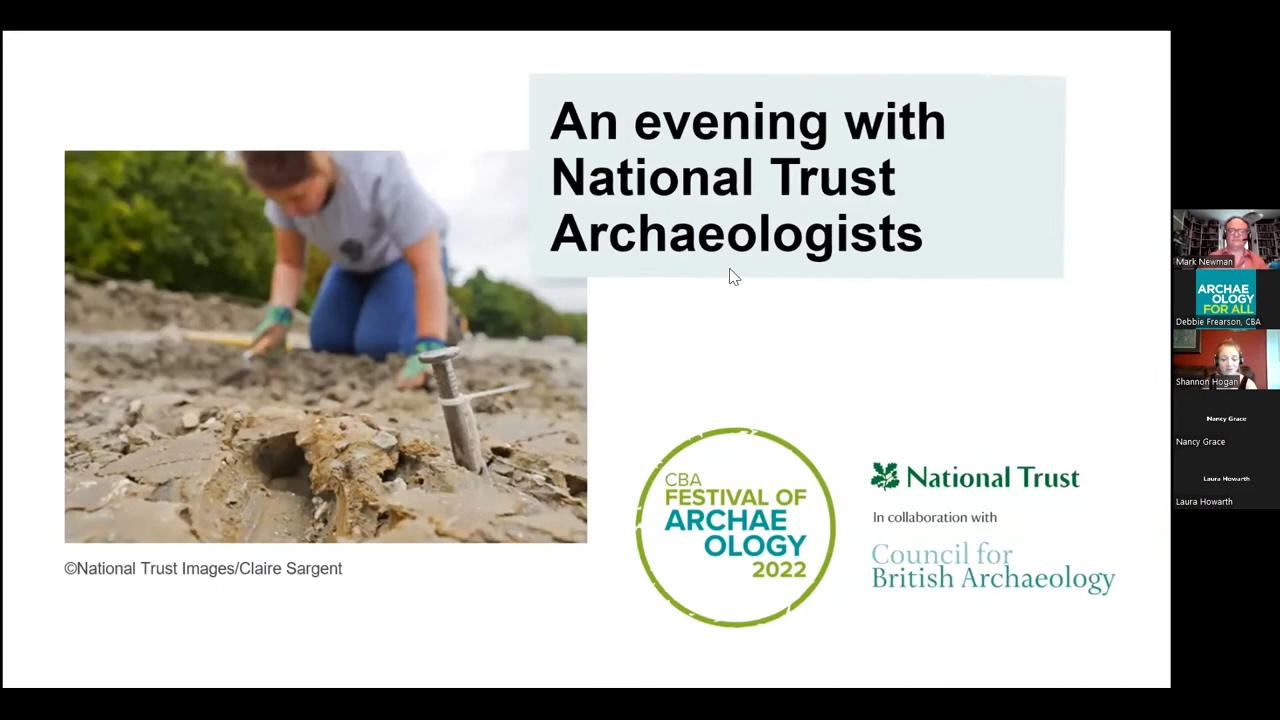 An evening with
National Trust
Archaeologists
©National Trust Images/Claire Sargent
CBA
FESTIVAL OF
ARCHAE
OLOGY
2022
National Trust
In collaboration with
Council for
British Archaeology
Mark Newman
ARCHAE
OLOGY
FOR ALL
Debbie Frearson, CBA
Shannon Hogan
Nancy Grace
Nancy Grace
Laura Howarth
Laura Howarth